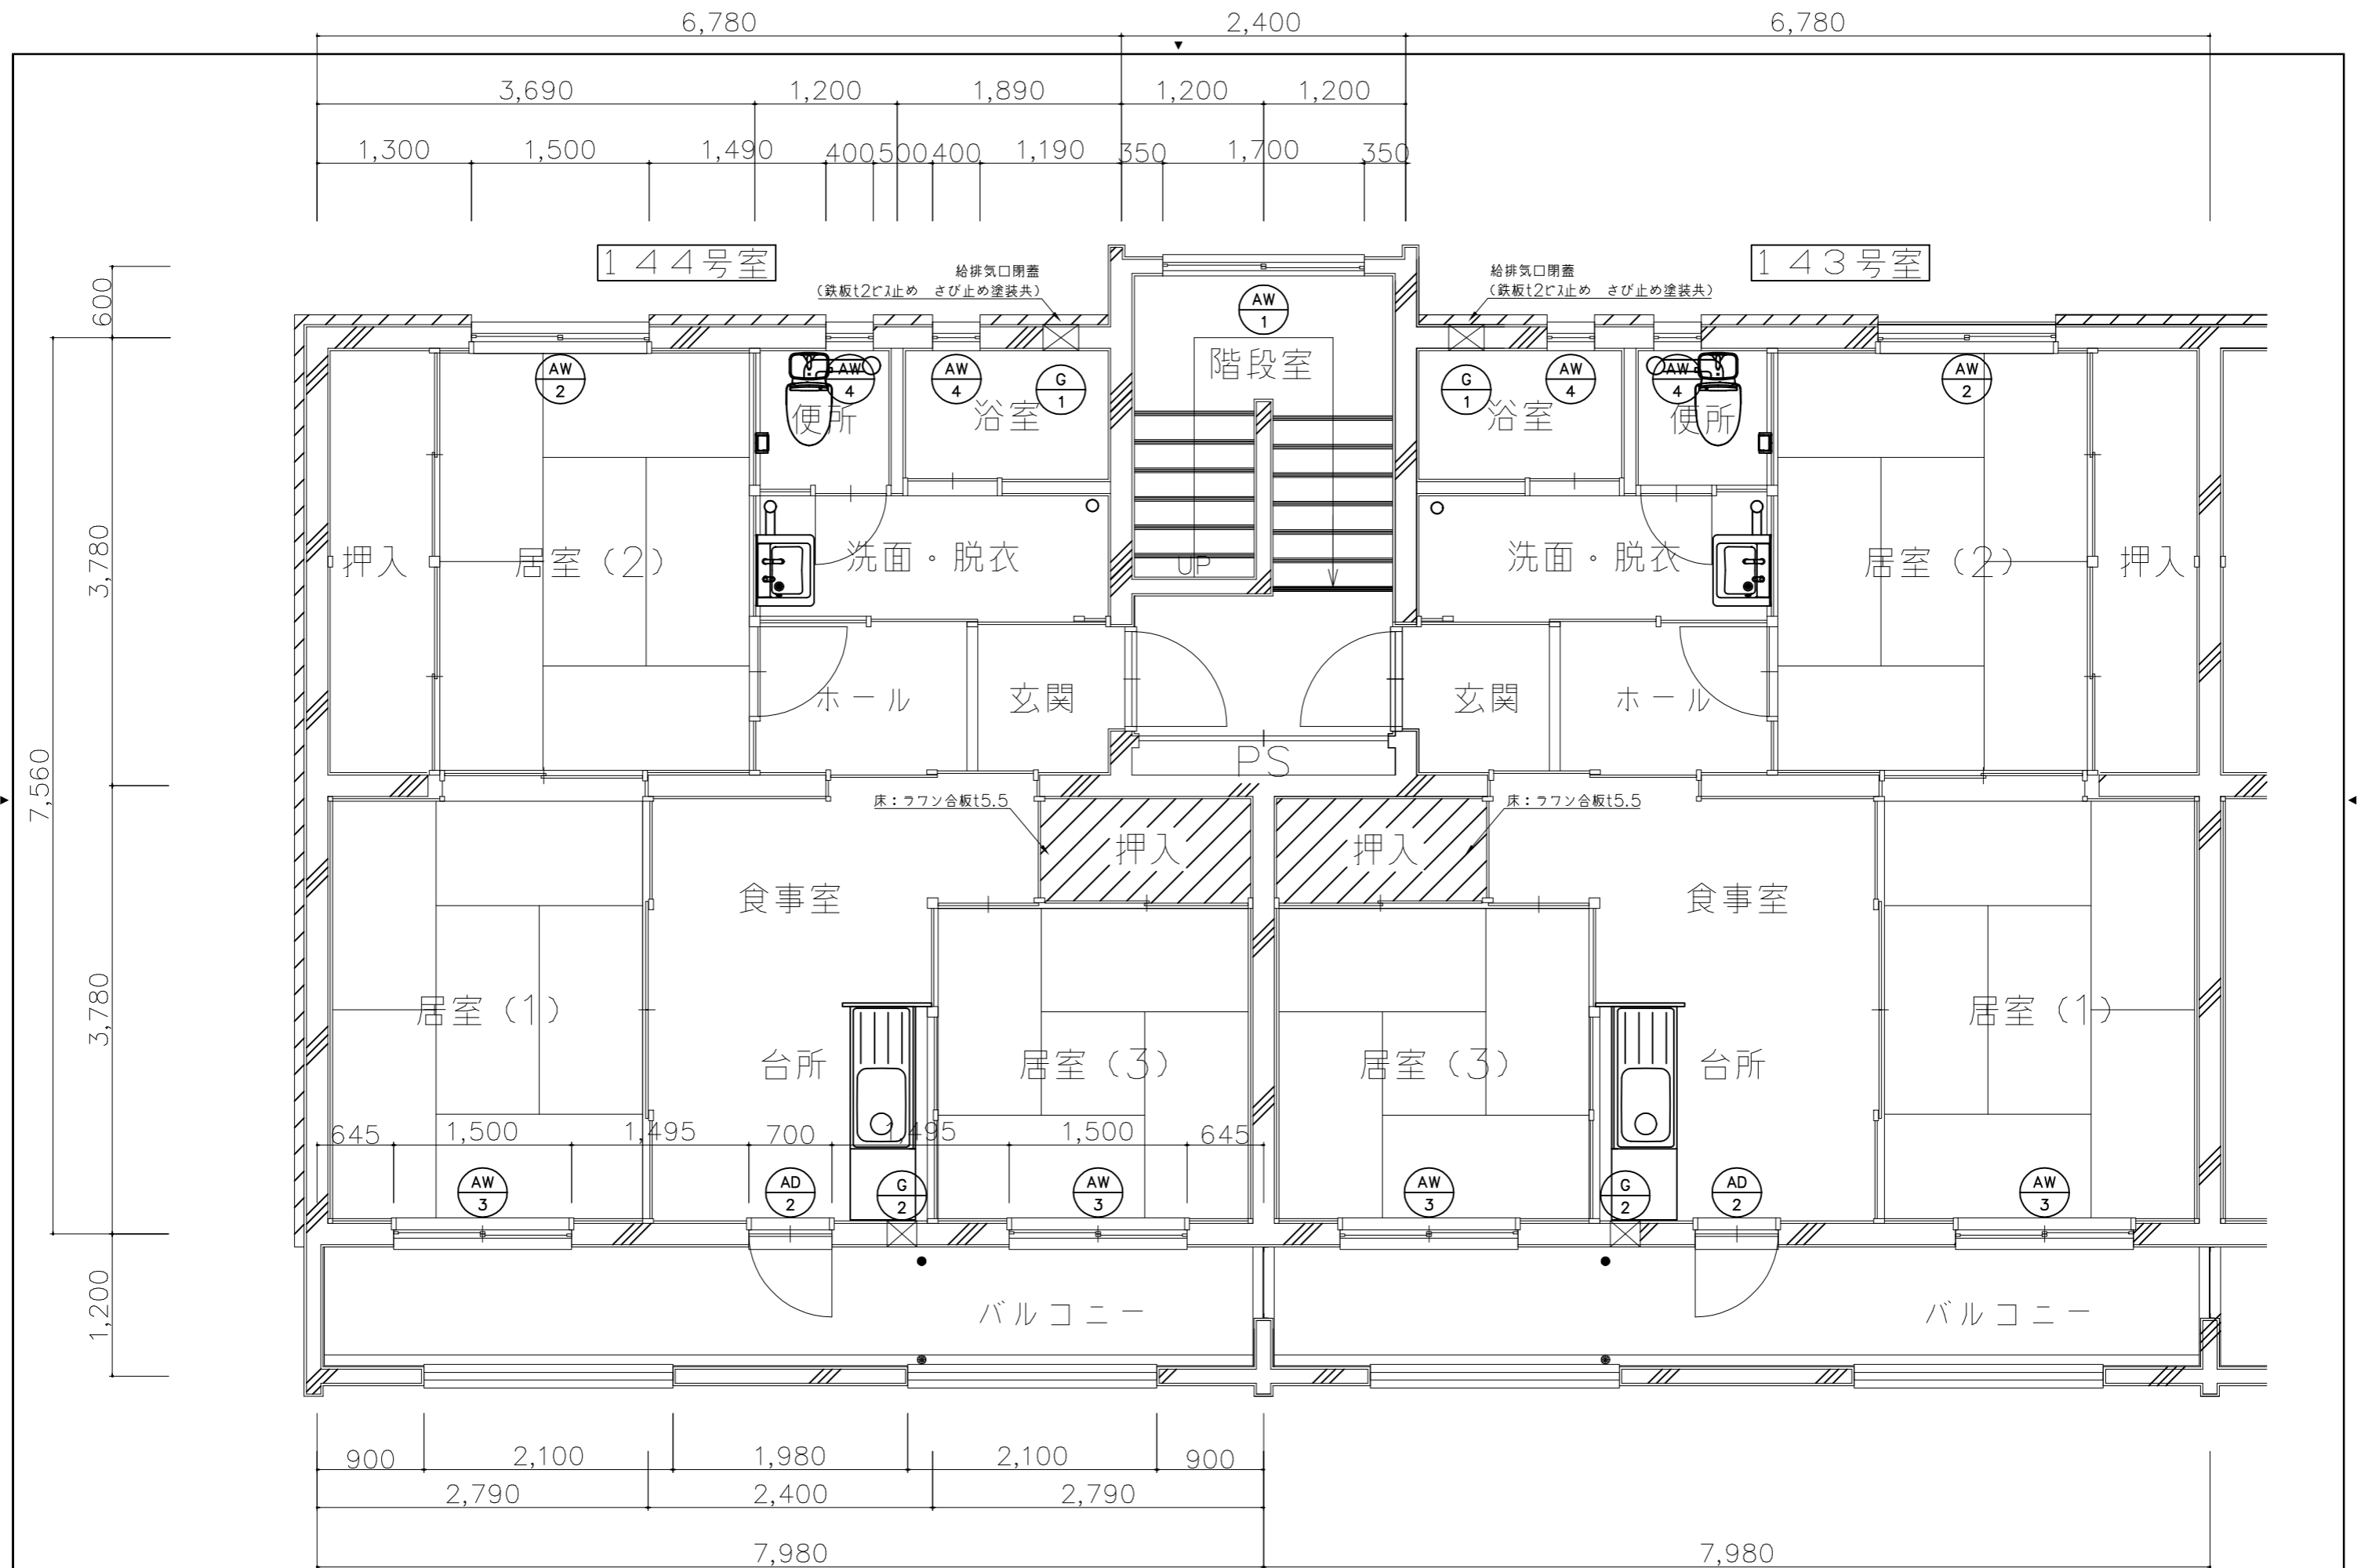 6,780 2,400 6,780
3,690 1,200 1,890 1,200 1,200
1,300 1,500 1,490 400 500 400 1,190 350 1,700 350
144号室 143号室
給排気口閉蓋 給排気口閉蓋
(鉄板t2ビス止め さび止め塗装共) (鉄板t2ビス止め さび止め塗装共)
600
AW
1
階段室
AW
2
AW
4
AW
4
G
1
G
1
AW
4
AW
4
AW
2
便所 浴室 浴室 便所
3,780
押入 居室(2) 洗面・脱衣 UP 洗面・脱衣 居室(2) 押入
ホール 玄関 玄関 ホール
PS
7,560
床:ラワン合板t5.5 床:ラワン合板t5.5
押入 押入
食事室 食事室
3,780
居室(1) 居室(1)
台所 居室(3) 居室(3) 台所
645 1,500 1,495 700 1,495 1,500 645
AW
3
AD
2
G
2
AW
3
AW
3
G
2
AD
2
AW
3
1,200
バルコニー バルコニー
900 2,100 1,980 2,100 900
2,790 2,400 2,790
7,980 7,980